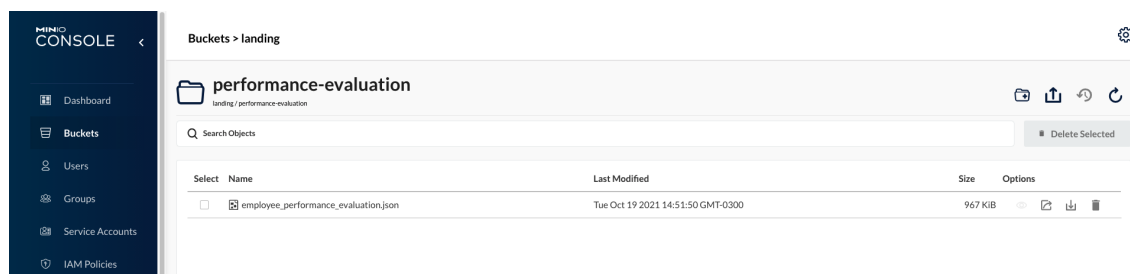 MINIO
CONSOLE
Buckets > landing
performance-evaluation
landing / performance-evaluation
Dashboard
Buckets
Search Objects
Delete Selected
Users
Select Name Last Modified Size Options
Groups
employee_performance_evaluation.json Tue Oct 19 2021 14:51:50 GMT-0300 967 KiB
Service Accounts
IAM Policies